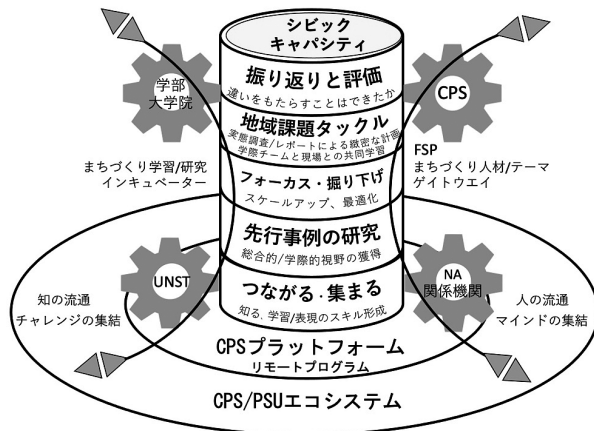 シビック
キャパシティ
振り返りと評価
違いをもたらすことはできたか
地域課題タックル
実態調査/レポートによる緻密な計画
学際チームと現場との共同学習
フォーカス・掘り下げ
スケールアップ、最適化
先行事例の研究
総合的/学際的視野の獲得
つながる・集まる
知る、学習/表現のスキル形成
学部
大学院
CPS
まちづくり学習/研究
インキュベーター
FSP
まちづくり人材/テーマ
ゲイトウエイ
UNST
NA
関係機関
知の流通
チャレンジの集結
人の流通
マインドの集結
CPSプラットフォーム
リモートプログラム
CPS/PSUエコシステム